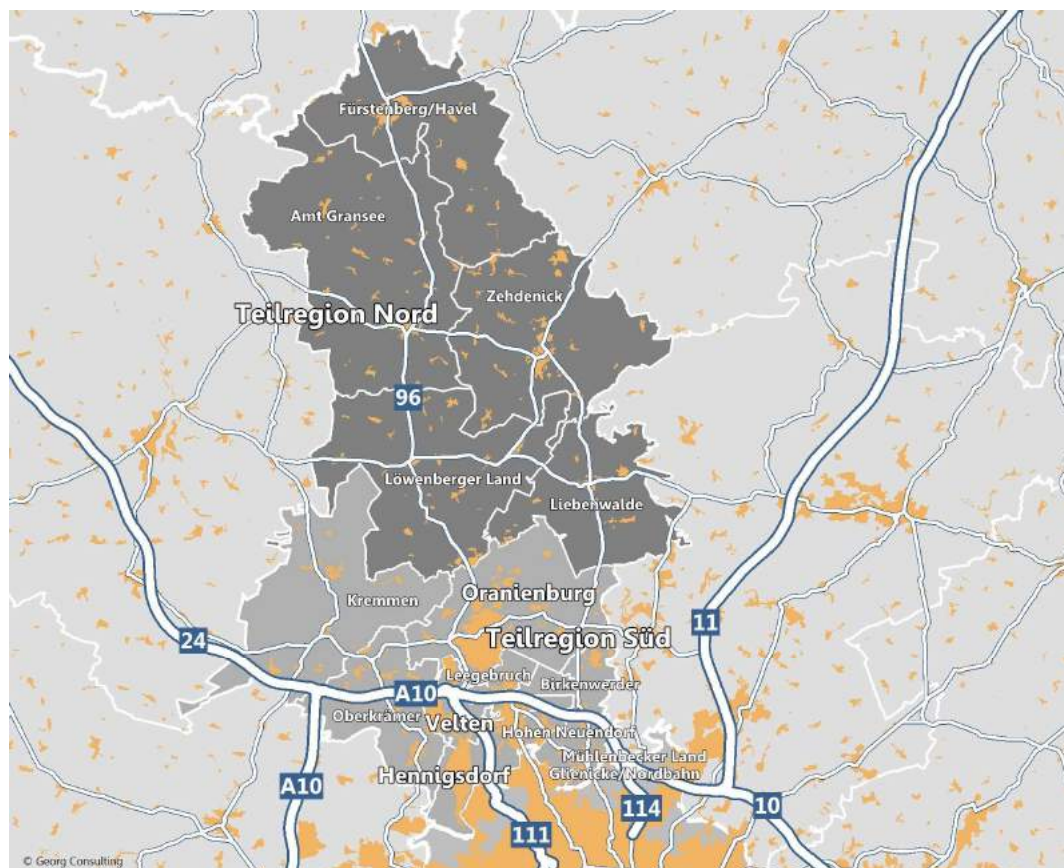 Fürstenberg/Havel
Amt Gransee
Zehdenick
Teilregion Nord
96
Löwenberger Land
Liebenwalde
Oranienburg
Kremmen
11
24
Teilregion Süd
Leegebruch
Birkenwerder
A10
Oberkrämer
Velten
Hohen Neuendorf
Mühlenbecker Land
Hennigsdorf
Glienicke/Nordbahn
A10
10
114
111
© Georg Consulting